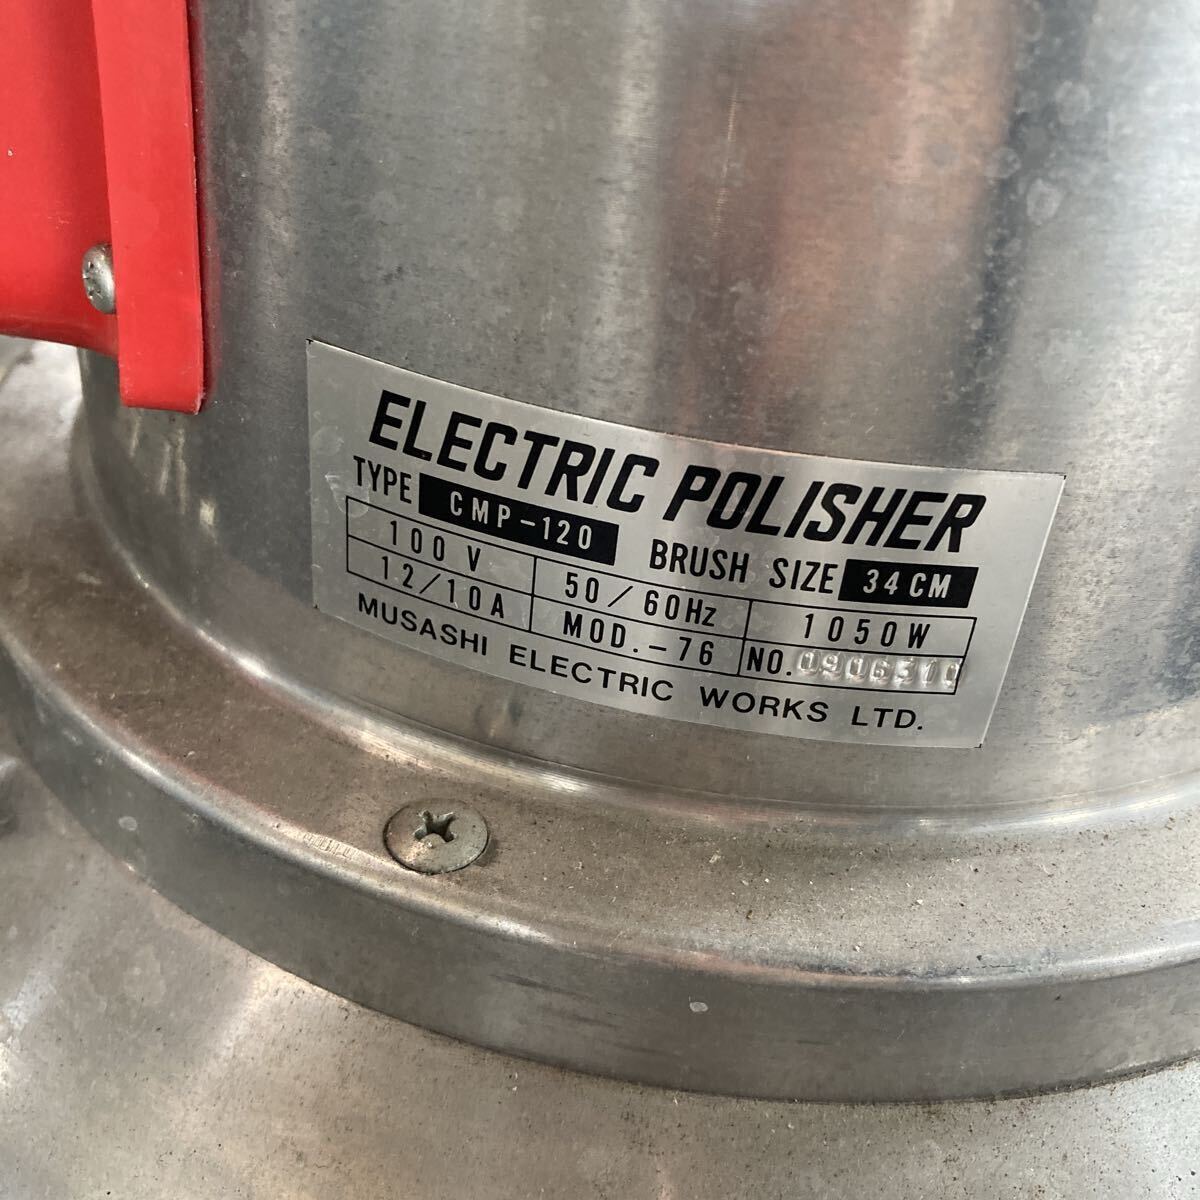 ELECTRIC POLISHER
TYPE CMP-120 BRUSH SIZE 34CM
100V 50/60Hz 1050W
12/10A MOD.-76 NO.0906310
MUSASHI ELECTRIC WORKS LTD.